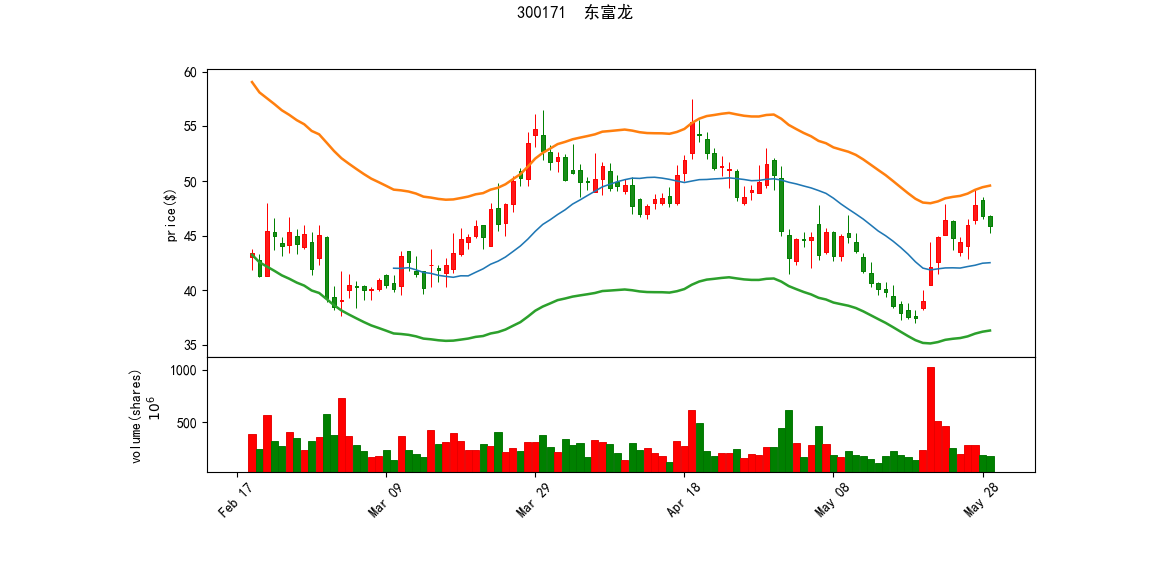 300171  东富龙
price($)
60
55
50
45
40
35
volume(shares)
10^6
1000
500
Feb 17
Mar 09
Mar 29
Apr 18
May 08
May 28